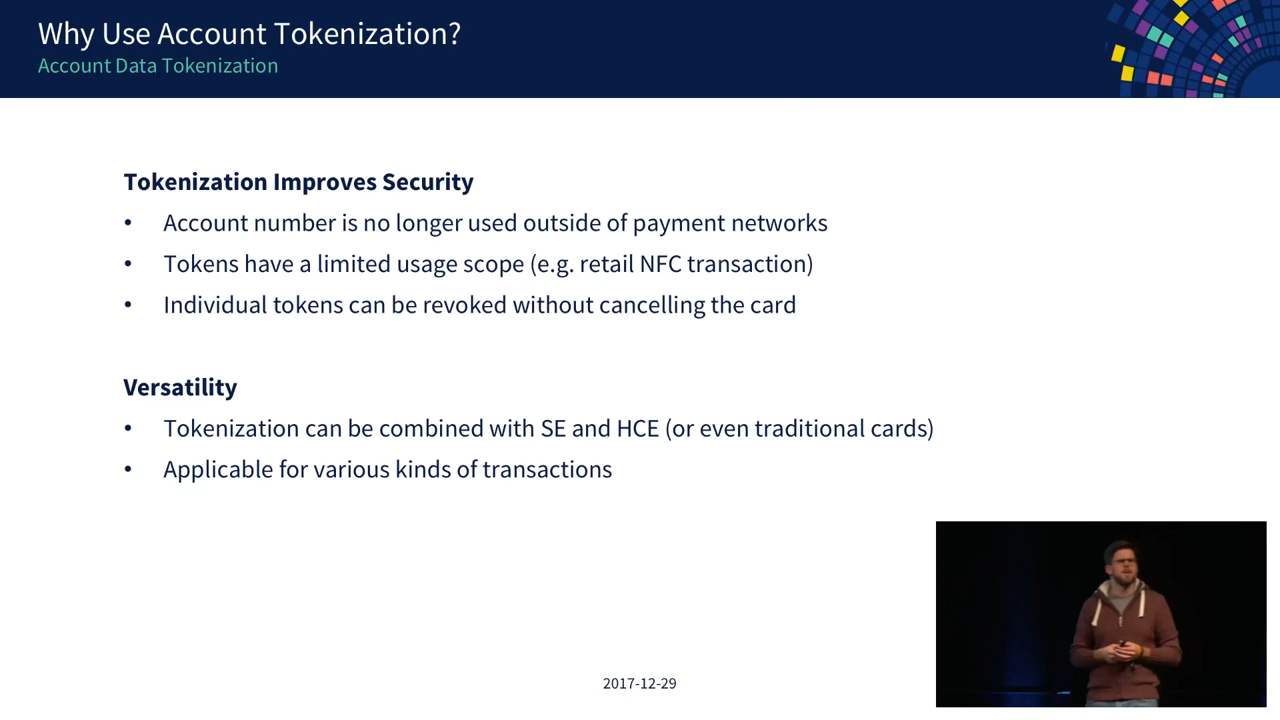 Why Use Account Tokenization?
Account Data Tokenization
Tokenization Improves Security
• Account number is no longer used outside of payment networks
• Tokens have a limited usage scope (e.g. retail NFC transaction)
• Individual tokens can be revoked without cancelling the card
Versatility
• Tokenization can be combined with SE and HCE (or even traditional cards)
• Applicable for various kinds of transactions
2017-12-29